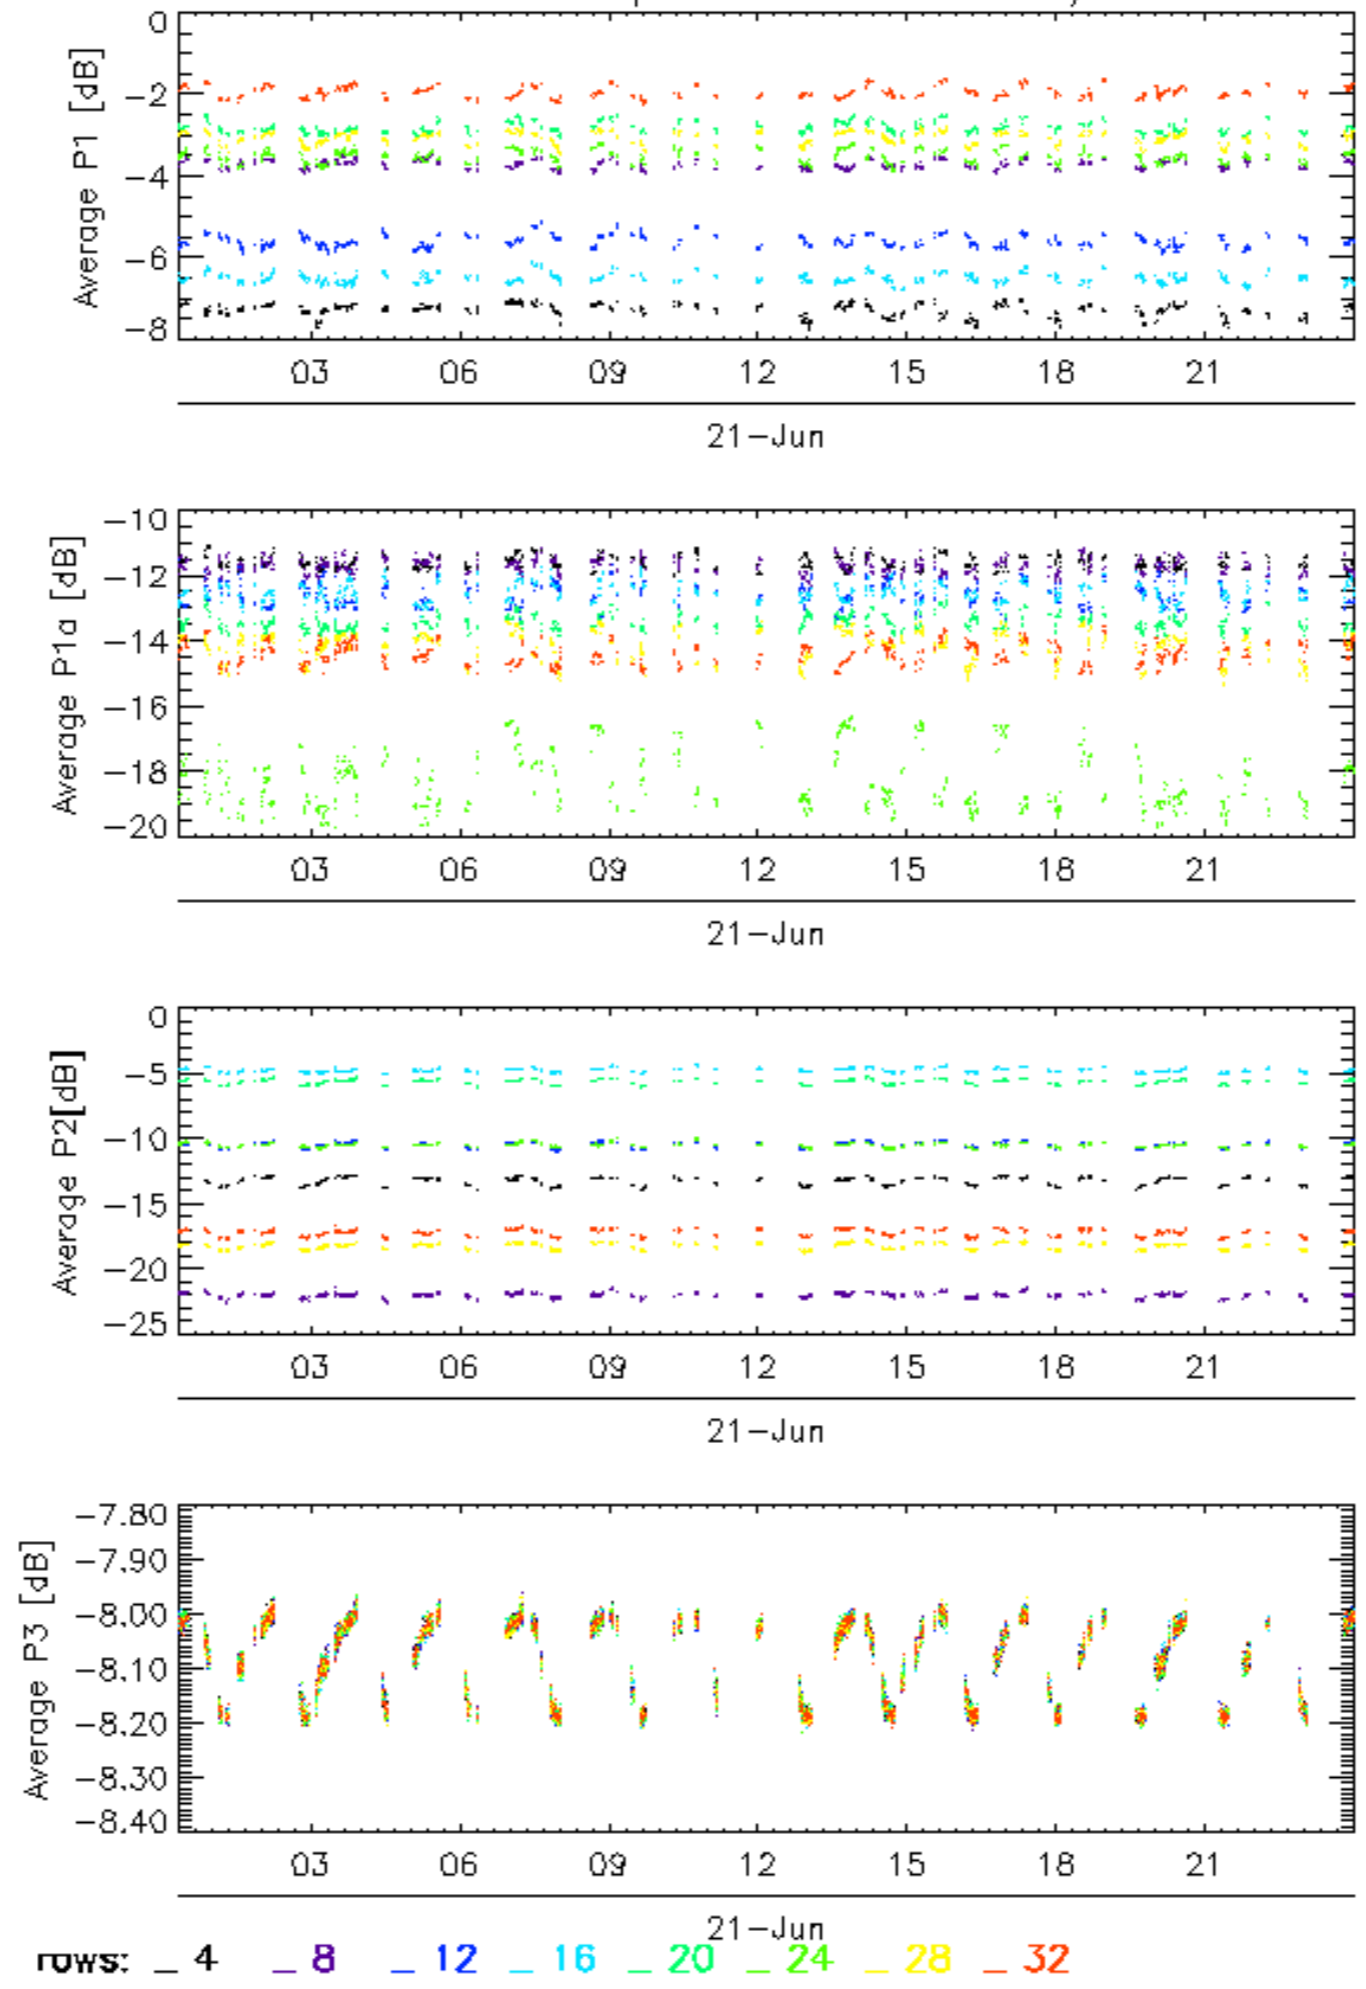 0
-2
-4
-6
-8
Average P1 [dB]
03 06 09 12 15 18 21
21-Jun
-10
-12
-14
-16
-18
-20
Average P1a [dB]
03 06 09 12 15 18 21
21-Jun
0
-5
-10
-15
-20
-25
Average P2[dB]
03 06 09 12 15 18 21
21-Jun
-7.80
-7.90
-8.00
-8.10
-8.20
-8.30
-8.40
Average P3 [dB]
03 06 09 12 15 18 21
21-Jun
rows: _ 4 _ 8 _ 12 _ 16 _ 20 _ 24 _ 28 _ 32